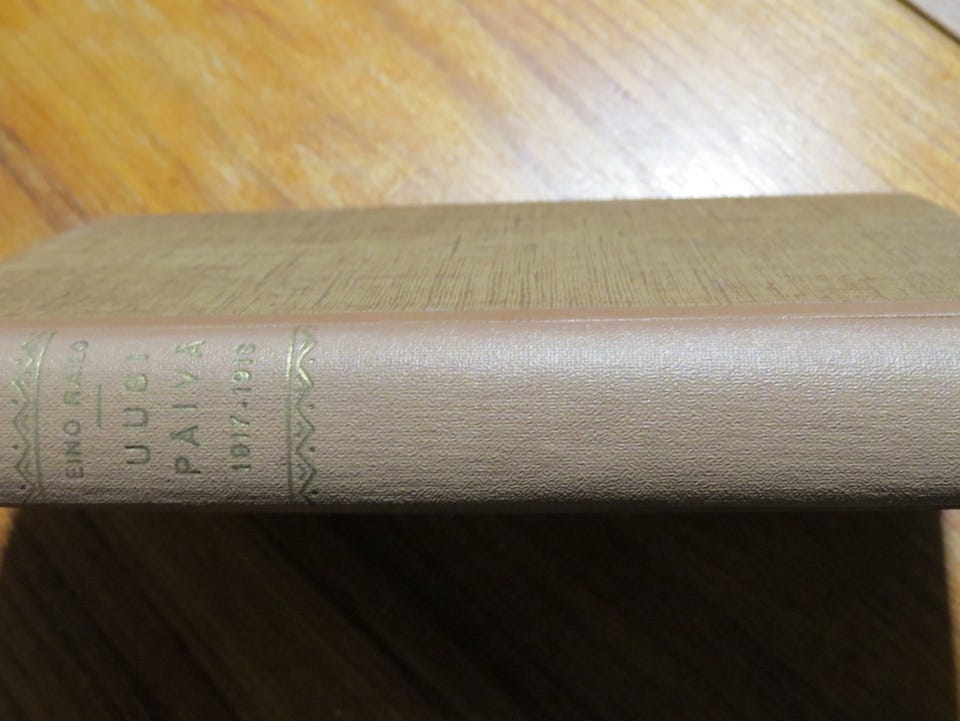 EINO RAILO
UUSI
PÄIVÄ
1917-1918